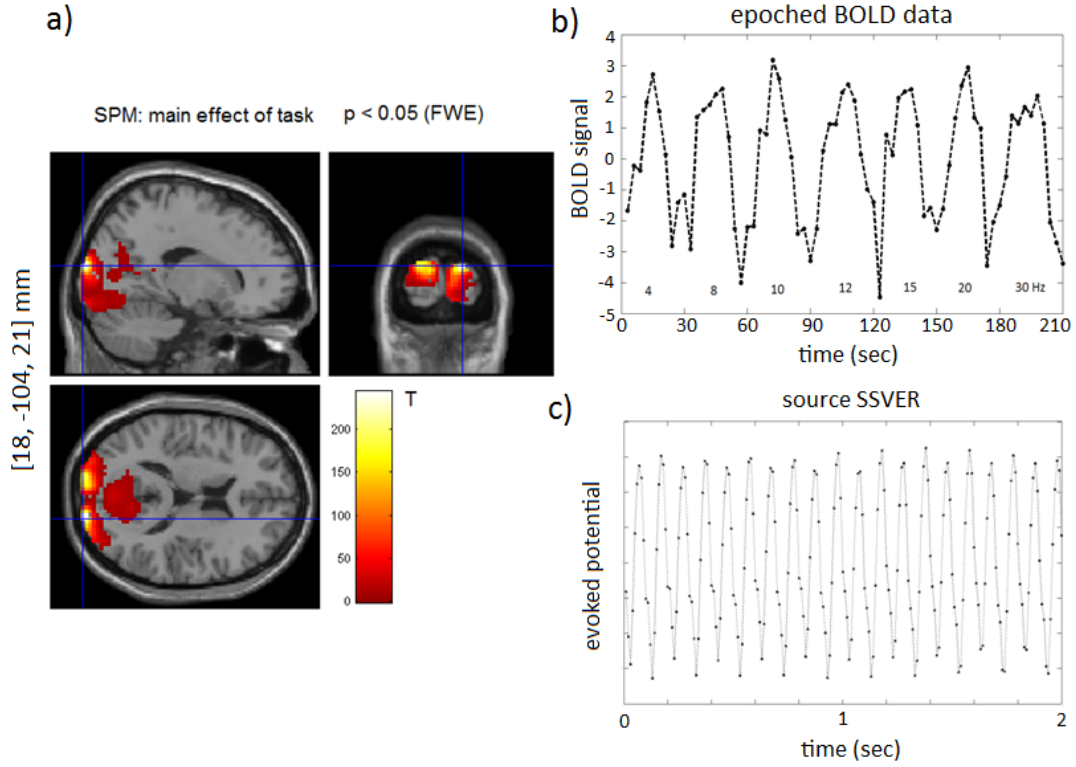 a)
SPM: main effect of task p < 0.05 (FWE)
[18, -104, 21] mm
T
200
150
100
50
0
b)
epoched BOLD data
BOLD signal
4
3
2
1
0
-1
-2
-3
-4
-5
4 8 10 12 15 20 30 Hz
0 30 60 90 120 150 180 210
time (sec)
c)
source SSVER
evoked potential
0 1 2
time (sec)